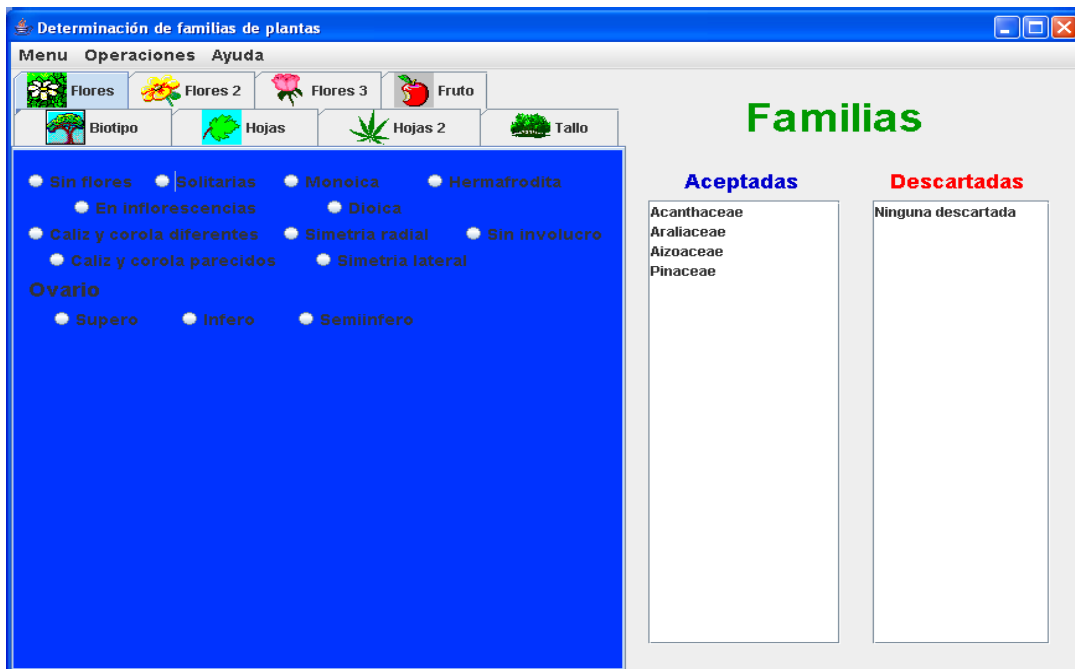 Determinación de familias de plantas
Menu Operaciones Ayuda
Flores Flores 2 Flores 3 Fruto
Biotipo Hojas Hojas 2 Tallo
Sin flores Solitarias Monoica Hermafrodita
En inflorescencias Dioica
Caliz y corola diferentes Simetria radial Sin involucro
Caliz y corola parecidos Simetria lateral
Ovario
Supero Infero Semiinfero
Familias
Aceptadas Descartadas
Acanthaceae Ninguna descartada
Araliaceae
Aizoaceae
Pinaceae